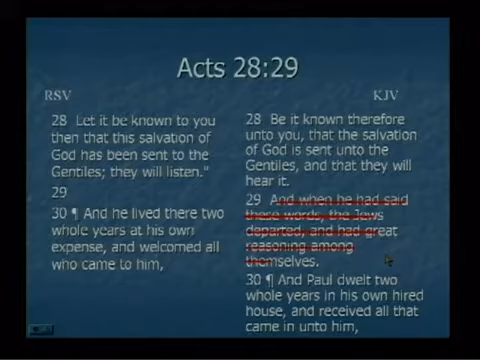 Acts 28:29
RSV
28 Let it be known to you
then that this salvation of
God has been sent to the
Gentiles; they will listen."
29
30 ¶ And he lived there two
whole years at his own
expense, and welcomed all
who came to him,
KJV
28 Be it known therefore
unto you, that the salvation
of God is sent unto the
Gentiles, and that they will
hear it.
29 And when he had said
these words, the Jews
departed, and had great
reasoning among
themselves.
30 ¶ And Paul dwelt two
whole years in his own hired
house, and received all that
came in unto him,